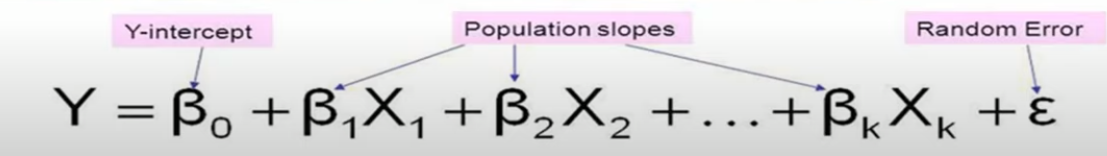 Y-intercept Population slopes Random Error
Y = β₀ + β₁X₁ + β₂X₂ + ... + βₖXₖ + ε